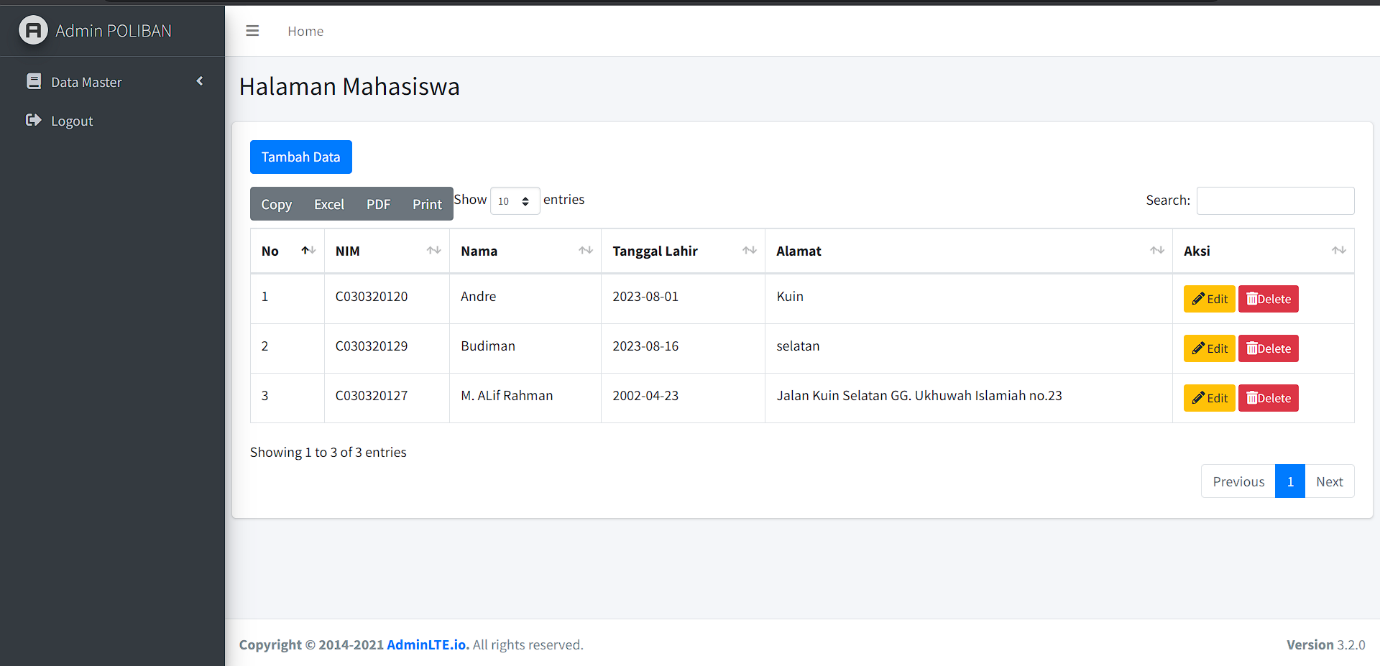 Admin POLIBAN
Home
Data Master
Logout
Halaman Mahasiswa
Tambah Data
Copy Excel PDF Print Show 10 entries Search:
No NIM Nama Tanggal Lahir Alamat Aksi
1 C030320120 Andre 2023-08-01 Kuin Edit Delete
2 C030320129 Budiman 2023-08-16 selatan Edit Delete
3 C030320127 M. ALif Rahman 2002-04-23 Jalan Kuin Selatan GG. Ukhuwah Islamiah no.23 Edit Delete
Showing 1 to 3 of 3 entries
Previous 1 Next
Copyright © 2014-2021 AdminLTE.io. All rights reserved. Version 3.2.0